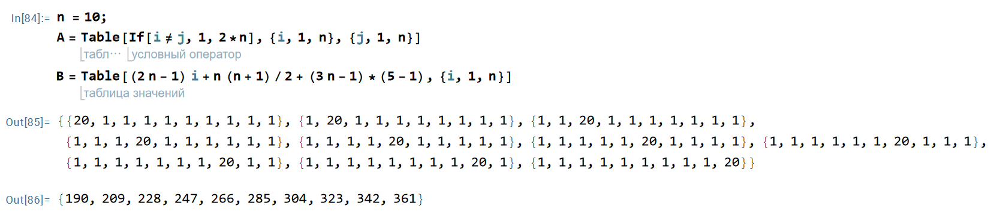 In[84]:= n = 10;
A = Table[If[i ≠ j, 1, 2*n], {i, 1, n}, {j, 1, n}]
табл⋯ условный оператор
B = Table[(2 n - 1) i + n (n + 1) / 2 + (3 n - 1) * (5 - 1), {i, 1, n}]
таблица значений
Out[85]= {{20, 1, 1, 1, 1, 1, 1, 1, 1, 1}, {1, 20, 1, 1, 1, 1, 1, 1, 1, 1}, {1, 1, 20, 1, 1, 1, 1, 1, 1, 1},
{1, 1, 1, 20, 1, 1, 1, 1, 1, 1}, {1, 1, 1, 1, 20, 1, 1, 1, 1, 1}, {1, 1, 1, 1, 1, 20, 1, 1, 1, 1}, {1, 1, 1, 1, 1, 1, 20, 1, 1, 1},
{1, 1, 1, 1, 1, 1, 1, 20, 1, 1}, {1, 1, 1, 1, 1, 1, 1, 1, 20, 1}, {1, 1, 1, 1, 1, 1, 1, 1, 1, 20}}
Out[86]= {190, 209, 228, 247, 266, 285, 304, 323, 342, 361}